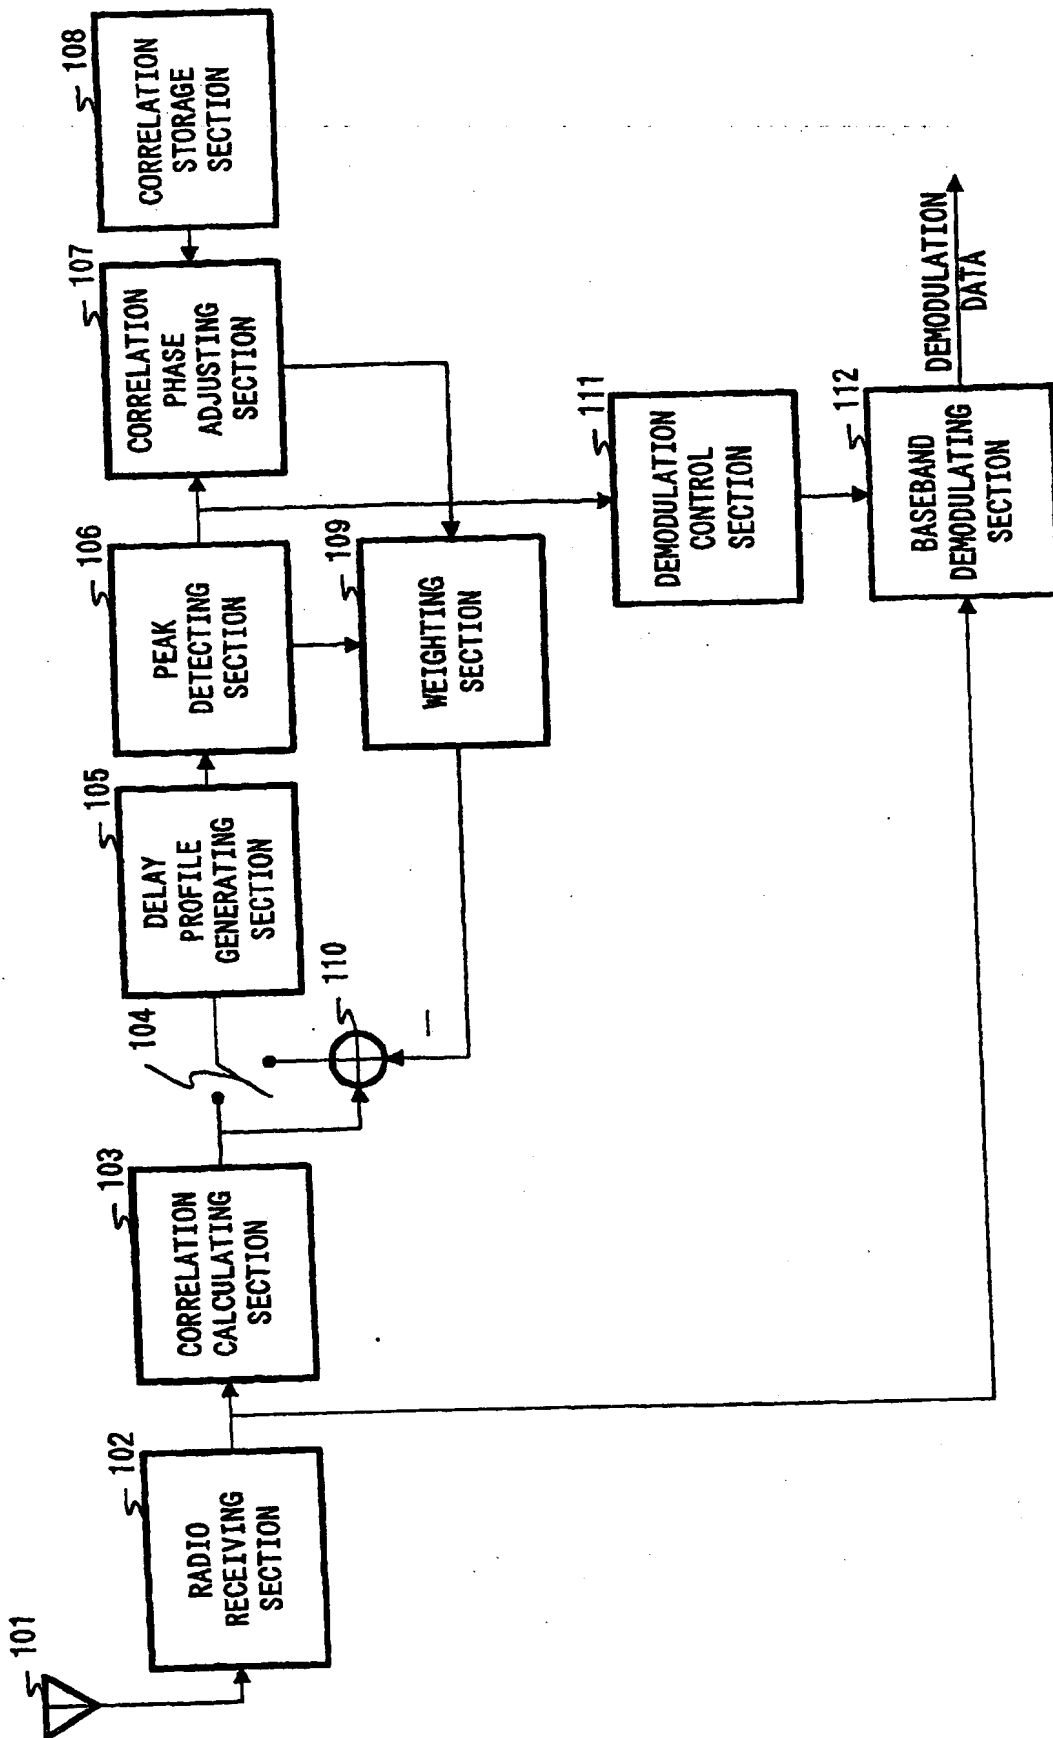 101
102
RADIO
RECEIVING
SECTION
103
CORRELATION
CALCULATING
SECTION
104
110
−
105
DELAY
PROFILE
GENERATING
SECTION
106
PEAK
DETECTING
SECTION
109
WEIGHTING
SECTION
107
CORRELATION
PHASE
ADJUSTING
SECTION
108
CORRELATION
STORAGE
SECTION
111
DEMODULATION
CONTROL
SECTION
112
BASEBAND
DEMODULATING
SECTION
DEMODULATION
DATA